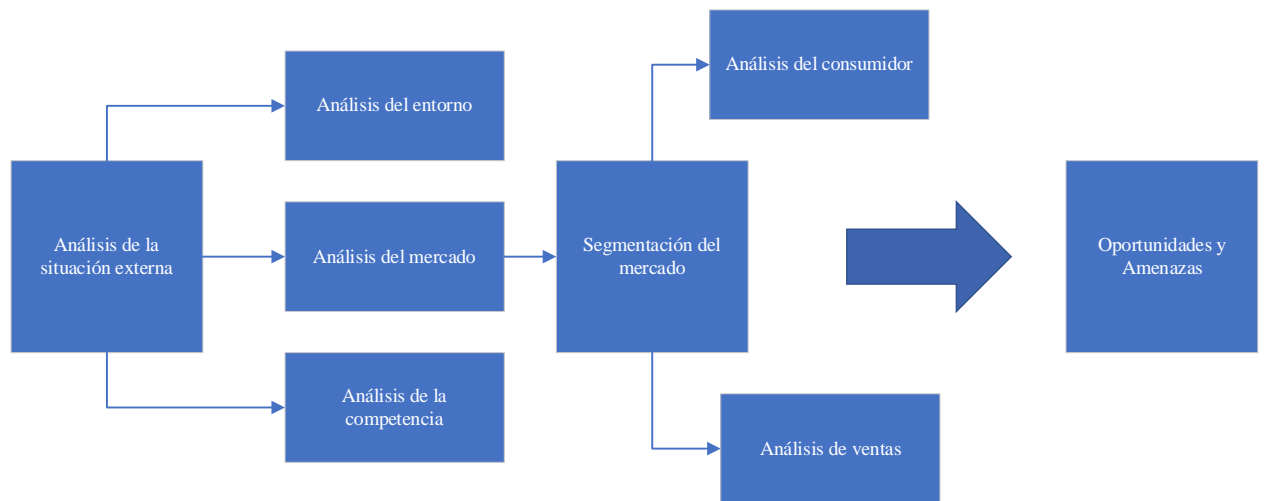 Análisis de la
situación externa
Análisis del entorno
Análisis del mercado
Análisis de la
competencia
Segmentación del
mercado
Análisis del consumidor
Análisis de ventas
Oportunidades y
Amenazas